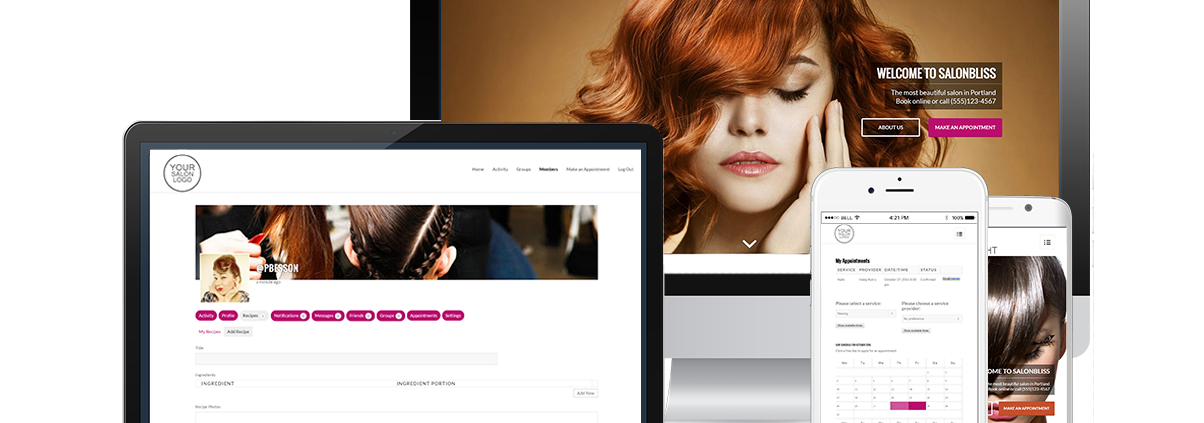 WELCOME TO SALONBLISS
The most beautiful salon in Portland
Book online or call (555)123-4567
ABOUT US
MAKE AN APPOINTMENT
YOUR
SALON
LOGO
Home Activity Groups Members Make an Appointment Log Out
@PBESSON
a minute ago
Activity Profile Recipes Notifications Messages Friends Groups Appointments Settings
My Recipes Add Recipe
Title
Ingredients
INGREDIENT INGREDIENT PORTION
Add New
Recipe Photos
BELL 4:21 PM 100%
YOUR
SALON
LOGO
My Appointments
SERVICE PROVIDER DATE/TIME STATUS
Confirmed
Please select a service:
Please choose a service
provider:
No preference
HT
WELCOME TO SALONBLISS
The most beautiful salon in Portland
Book online or call (555)123-4567
MAKE AN APPOINTMENT